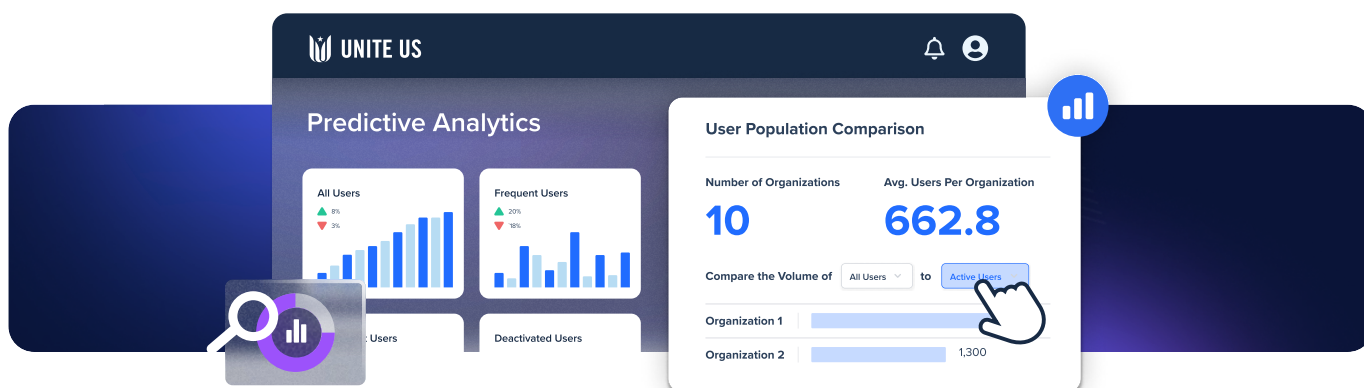 UNITE US
Predictive Analytics
All Users
8%
3%
Frequent Users
20%
18%
Users
Deactivated Users
User Population Comparison
Number of Organizations
Avg. Users Per Organization
10
662.8
Compare the Volume of All Users to Active Users
Organization 1
Organization 2
1,300